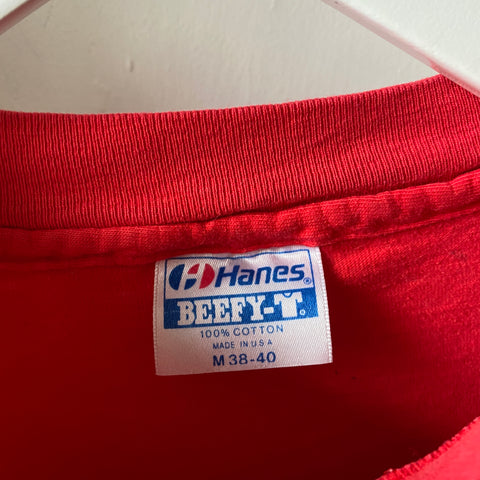 Hanes®
BEEFY-T®
100% COTTON
MADE IN U.S.A
M 38-40